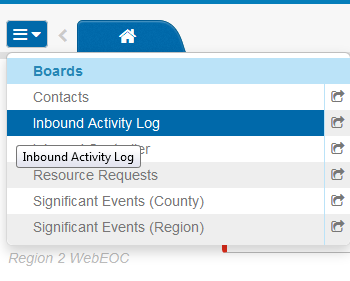 Boards
Contacts
Inbound Activity Log
Inbound Activity Log
Resource Requests
Significant Events (County)
Significant Events (Region)
Region 2 WebEOC